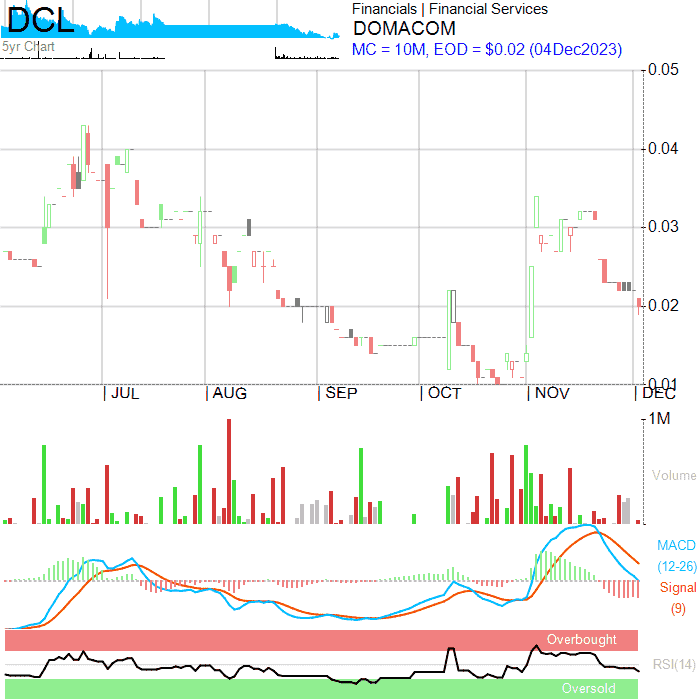 DCL
Financials | Financial Services
DOMACOM
5yr Chart
MC = 10M, EOD = $0.02 (04Dec2023)
0.05
0.04
0.03
0.02
0.01
JUL AUG SEP OCT NOV DEC
1M
Volume
MACD
(12-26)
Signal
(9)
Overbought
RSI(14)
Oversold